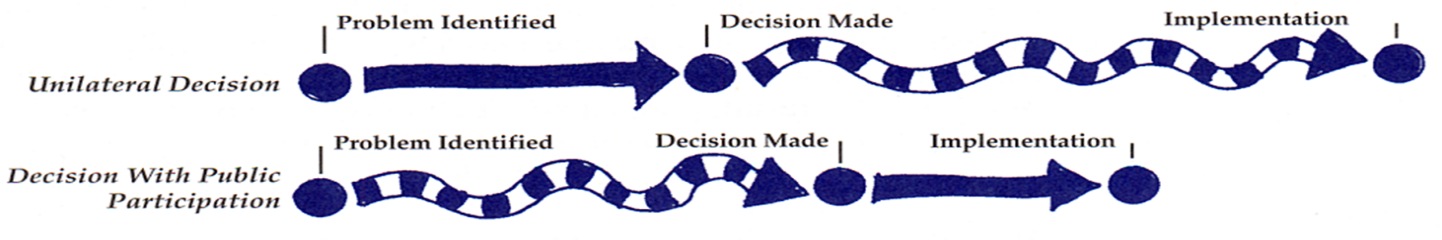 Problem Identified
Decision Made
Implementation
Unilateral Decision
Problem Identified
Decision Made
Implementation
Decision With Public
Participation